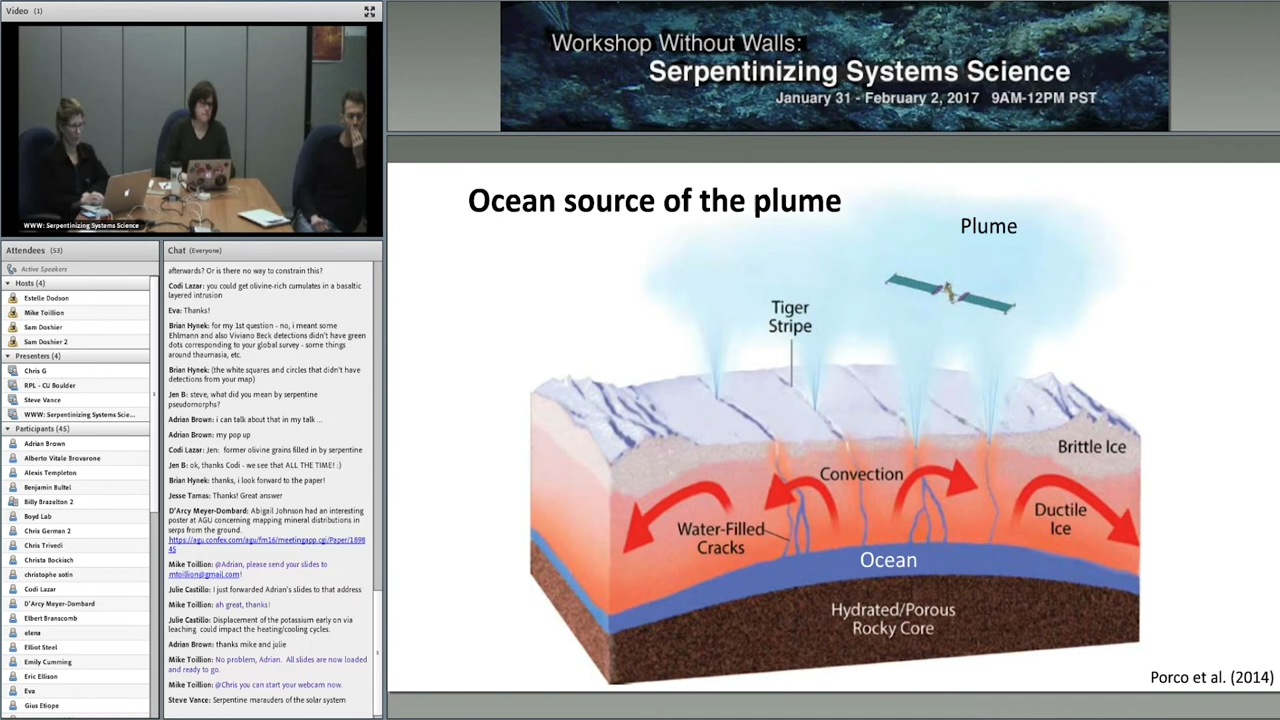 Video (1)
WWW: Serpentinizing Systems Science
Attendees (53)
Active Speakers
Hosts (4)
Estelle Dodson
Mike Toillion
Sam Doshier
Sam Doshier 2
Presenters (4)
Chris G
RPL - CU Boulder
Steve Vance
WWW: Serpentinizing Systems Scie...
Participants (45)
Adrian Brown
Alberto Vitale Brovarone
Alexis Templeton
Benjamin Bultel
Billy Brazelton 2
Boyd Lab
Chris German 2
Chris Trivedi
Christa Bockisch
christophe sotin
Codi Lazar
D'Arcy Meyer-Dombard
Elbert Branscomb
elena
Elliot Steel
Emily Cumming
Eric Ellison
Eva
Gius Etiope
Chat (Everyone)
afterwards? Or is there no way to constrain this?
Codi Lazar: you could get olivine-rich cumulates in a basaltic
layered intrusion
Eva: Thanks!
Brian Hynek: for my 1st question - no, i meant some
Ehlmann and also Viviano Beck detections didn't have green
dots corresponding to your global survey - some things
around thaumasia, etc.
Brian Hynek: (the white squares and circles that didn't have
detections from your map)
Jen B: steve, what did you mean by serpentine
pseudomorphs?
Adrian Brown: i can talk about that in my talk ...
Adrian Brown: my pop up
Codi Lazar: Jen: former olivine grains filled in by serpentine
Jen B: ok, thanks Codi - we see that ALL THE TIME! :)
Brian Hynek: thanks, i look forward to the paper!
Jesse Tarnas: Thanks! Great answer
D'Arcy Meyer-Dombard: Abigail Johnson had an interesting
poster at AGU concerning mapping mineral distributions in
serps from the ground.
https://agu.confex.com/agu/fm16/meetingapp.cgi/Paper/1898
45
Mike Toillion: @Adrian, please send your slides to
mtoillion@gmail.com!
Julie Castillo: I just forwarded Adrian's slides to that address
Mike Toillion: ah great, thanks!
Julie Castillo: Displacement of the potassium early on via
leaching could impact the heating/cooling cycles.
Adrian Brown: thanks mike and julie
Mike Toillion: No problem, Adrian. All slides are now loaded
and ready to go.
Mike Toillion: @Chris you can start your webcam now.
Steve Vance: Serpentine marauders of the solar system
Workshop Without Walls:
Serpentinizing Systems Science
January 31 - February 2, 2017 9AM-12PM PST
Ocean source of the plume
Plume
Tiger
Stripe
Brittle Ice
Convection
Ductile
Ice
Water-Filled
Cracks
Ocean
Hydrated/Porous
Rocky Core
Porco et al. (2014)